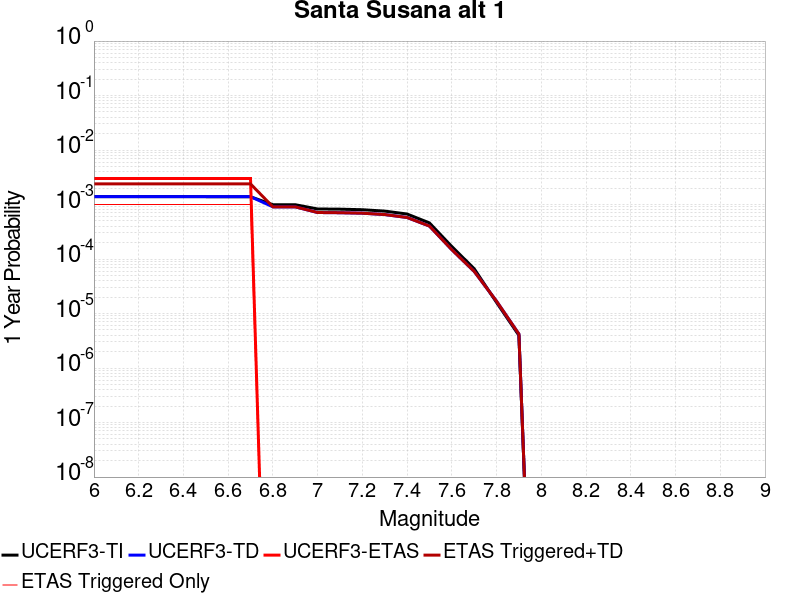 Santa Susana alt 1
10^0
10^-1
10^-2
10^-3
10^-4
10^-5
10^-6
10^-7
10^-8
1 Year Probability
6 6.2 6.4 6.6 6.8 7 7.2 7.4 7.6 7.8 8 8.2 8.4 8.6 8.8 9
Magnitude
UCERF3-TI UCERF3-TD UCERF3-ETAS ETAS Triggered+TD
ETAS Triggered Only